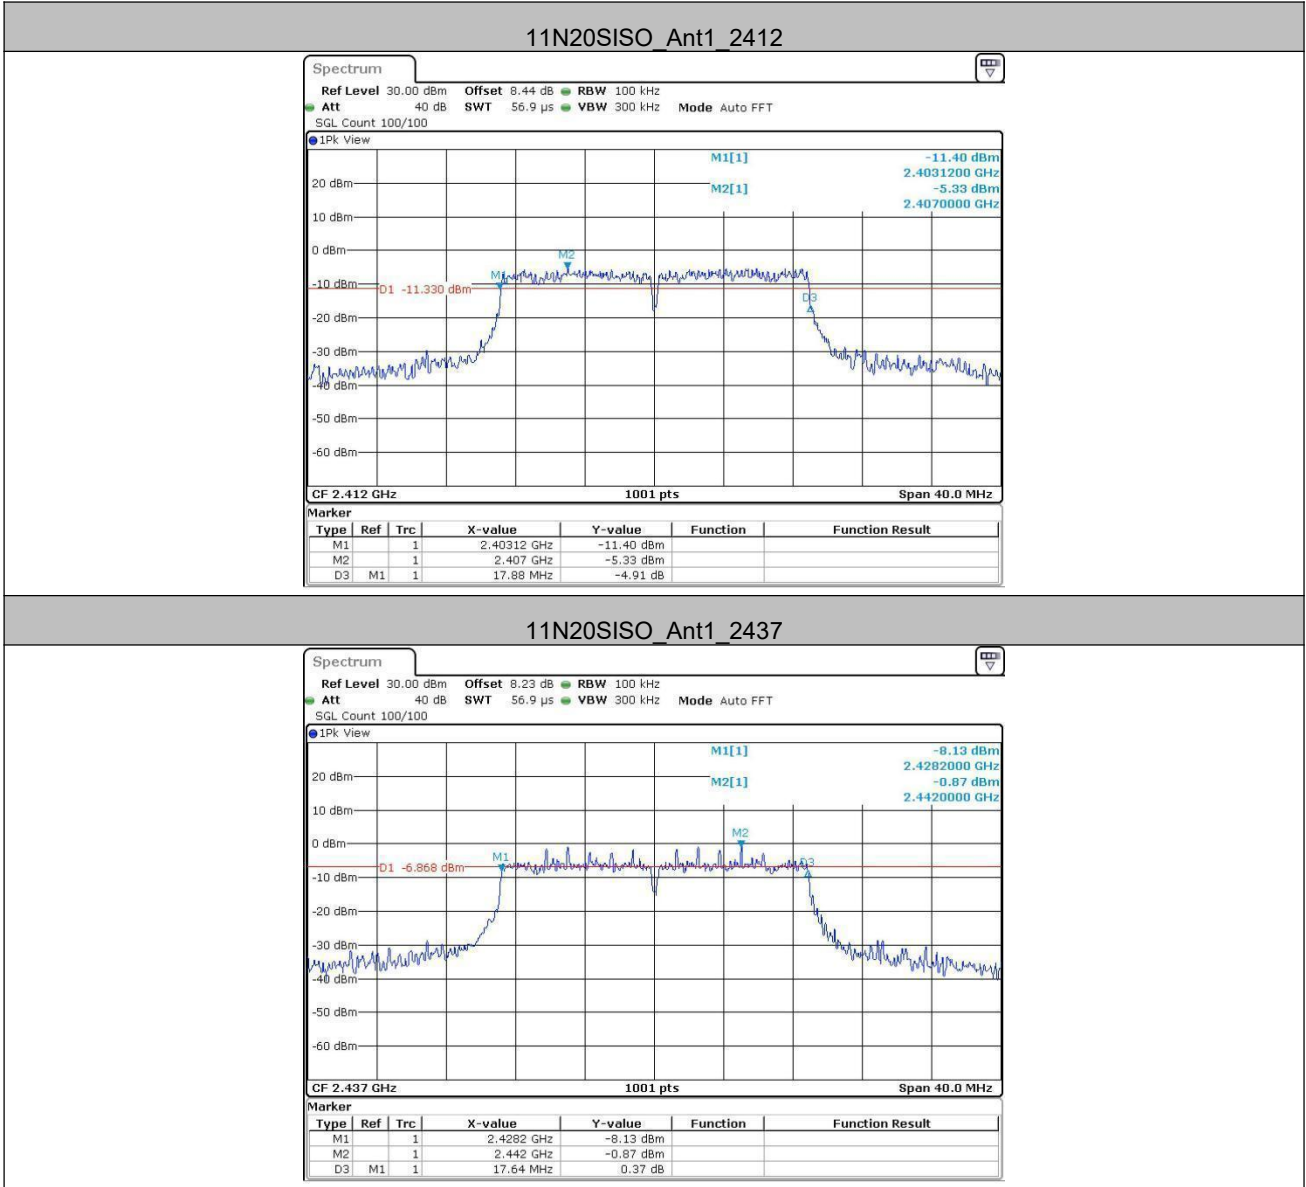 11N20SISO_Ant1_2412
Spectrum
Ref Level 30.00 dBm Offset 8.44 dB RBW 100 kHz
Att 40 dB SWT 56.9 µs VBW 300 kHz Mode Auto FFT
SGL Count 100/100
1Pk View
M1[1] -11.40 dBm
2.4031200 GHz
20 dBm
M2[1] -5.33 dBm
2.4070000 GHz
10 dBm
0 dBm
M2
M1
-10 dBm
D1 -11.330 dBm
D3
-20 dBm
-30 dBm
-40 dBm
-50 dBm
-60 dBm
CF 2.412 GHz 1001 pts Span 40.0 MHz
Marker
Type Ref Trc X-value Y-value Function Function Result
M1 1 2.40312 GHz -11.40 dBm
M2 1 2.407 GHz -5.33 dBm
D3 M1 1 17.88 MHz -4.91 dB
11N20SISO_Ant1_2437
Spectrum
Ref Level 30.00 dBm Offset 8.23 dB RBW 100 kHz
Att 40 dB SWT 56.9 µs VBW 300 kHz Mode Auto FFT
SGL Count 100/100
1Pk View
M1[1] -8.13 dBm
2.4282000 GHz
20 dBm
M2[1] -0.87 dBm
2.4420000 GHz
10 dBm
M2
0 dBm
M1
D3
D1 -6.868 dBm
-10 dBm
-20 dBm
-30 dBm
-40 dBm
-50 dBm
-60 dBm
CF 2.437 GHz 1001 pts Span 40.0 MHz
Marker
Type Ref Trc X-value Y-value Function Function Result
M1 1 2.4282 GHz -8.13 dBm
M2 1 2.442 GHz -0.87 dBm
D3 M1 1 17.64 MHz 0.37 dB